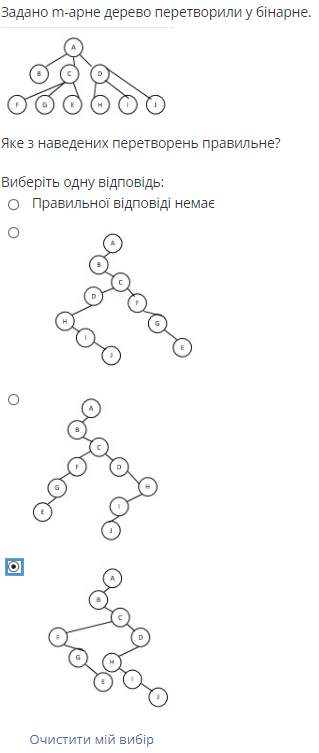 Задано m-арне дерево перетворили у бінарне.
A
B C D
F G E H I J
Яке з наведених перетворень правильне?
Виберіть одну відповідь:
Правильної відповіді немає
A
B
C
D F
H G
I E
J
A
B
C
F D
G H
E I
J
A
B
C
F D
G H
E I
J
Очистити мій вибір